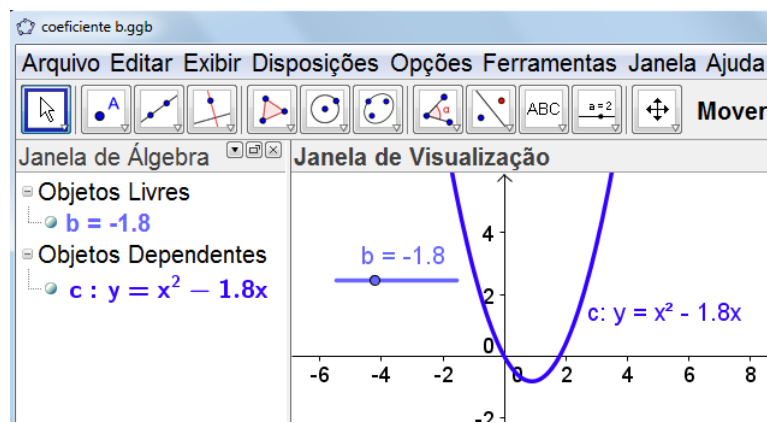 coeficiente b.ggb
Arquivo Editar Exibir Disposições Opções Ferramentas Janela Ajuda
A α ABC a=2 Mover
Janela de Álgebra
Janela de Visualização
Objetos Livres
b = -1.8
Objetos Dependentes
c : y = x² − 1.8x
4
b = -1.8
2
c: y = x² - 1.8x
0
-6 -4 -2 0 2 4 6 8
-2